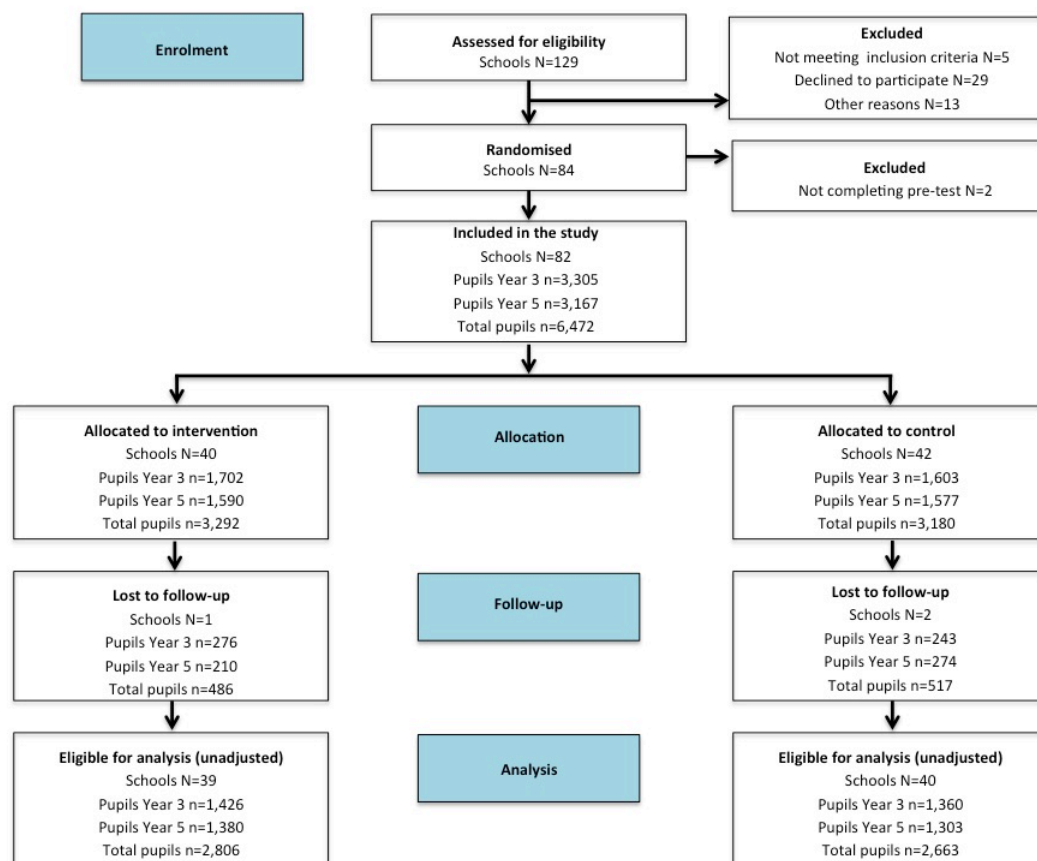 Enrolment
Assessed for eligibility
Schools N=129
Excluded
Not meeting inclusion criteria N=5
Declined to participate N=29
Other reasons N=13
Randomised
Schools N=84
Excluded
Not completing pre-test N=2
Included in the study
Schools N=82
Pupils Year 3 n=3,305
Pupils Year 5 n=3,167
Total pupils n=6,472
Allocated to intervention
Schools N=40
Pupils Year 3 n=1,702
Pupils Year 5 n=1,590
Total pupils n=3,292
Allocation
Allocated to control
Schools N=42
Pupils Year 3 n=1,603
Pupils Year 5 n=1,577
Total pupils n=3,180
Lost to follow-up
Schools N=1
Pupils Year 3 n=276
Pupils Year 5 n=210
Total pupils n=486
Follow-up
Lost to follow-up
Schools N=2
Pupils Year 3 n=243
Pupils Year 5 n=274
Total pupils n=517
Eligible for analysis (unadjusted)
Schools N=39
Pupils Year 3 n=1,426
Pupils Year 5 n=1,380
Total pupils n=2,806
Analysis
Eligible for analysis (unadjusted)
Schools N=40
Pupils Year 3 n=1,360
Pupils Year 5 n=1,303
Total pupils n=2,663